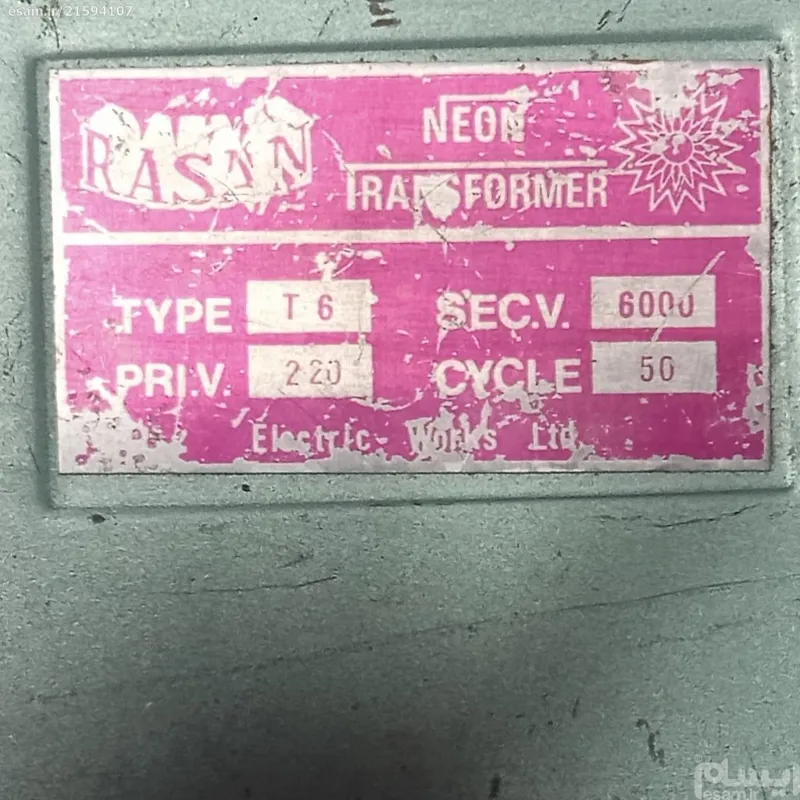 esam.ir/21594107
RASAN
NEON
TRANSFORMER
TYPE T 6 SEC.V. 6000
PRI.V. 220 CYCLE 50
Electric Works Ltd
ایسام
esam.ir